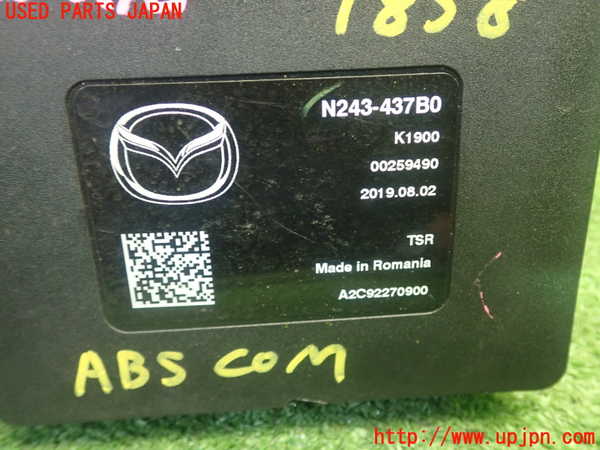 USED PARTS JAPAN
1858
N243-437B0
K1900
00259490
2019.08.02
TSR
Made in Romania
A2C92270900
ABS COM
http://www.upjpn.com/